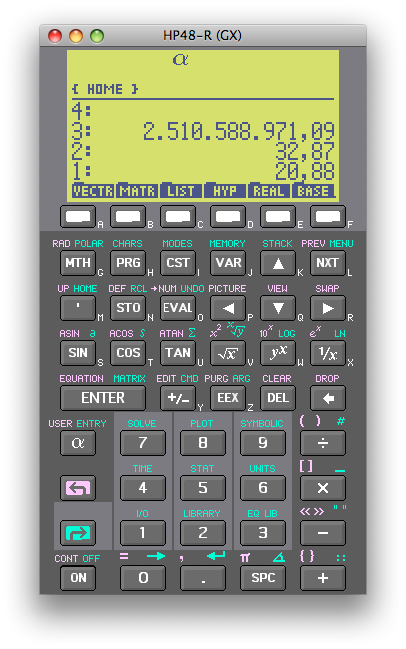 HP48-R (GX)
α
{ HOME }
4:
3: 2.510.588.971,09
2: 32,87
1: 20,88
VECTR MATR LIST HYP REAL BASE
A B C D E F
RAD POLAR CHARS MODES MEMORY STACK PREV MENU
MTH G PRG H CST I VAR J ▲ K NXT L
UP HOME DEF RCL →NUM UNDO PICTURE VIEW SWAP
' M STO N EVAL O ◀ P ▼ Q ▶ R
ASIN ∂ ACOS ∫ ATAN Σ x² ˣ√y 10ˣ LOG eˣ LN
SIN S COS T TAN U √x V yˣ W 1/x X
EQUATION MATRIX EDIT CMD PURG ARG CLEAR DROP
ENTER +/− Y EEX Z DEL ←
USER ENTRY SOLVE PLOT SYMBOLIC ( ) #
α 7 8 9 ÷
TIME STAT UNITS [ ] _
4 5 6 ×
I/O LIBRARY EQ LIB « » " "
1 2 3 −
CONT OFF = → , ↵ π ∡ { } : :
ON 0 . SPC +